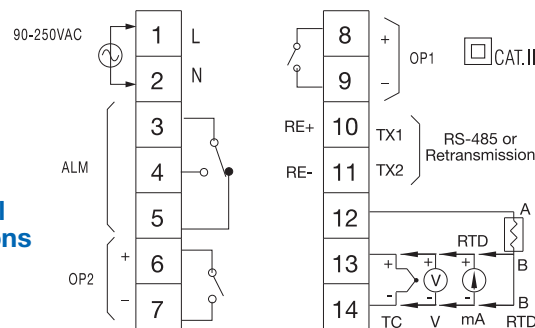 90-250VAC
1 L
2 N
ALM
3
4
5
OP2
+ 6
− 7
8 +
9 −
OP1
CAT.II
RE+ 10 TX1
RE- 11 TX2
RS-485 or
Retransmission
12
A
13
14
RTD
+ + +
V
- - -
B
B
TC V mA RTD
ons